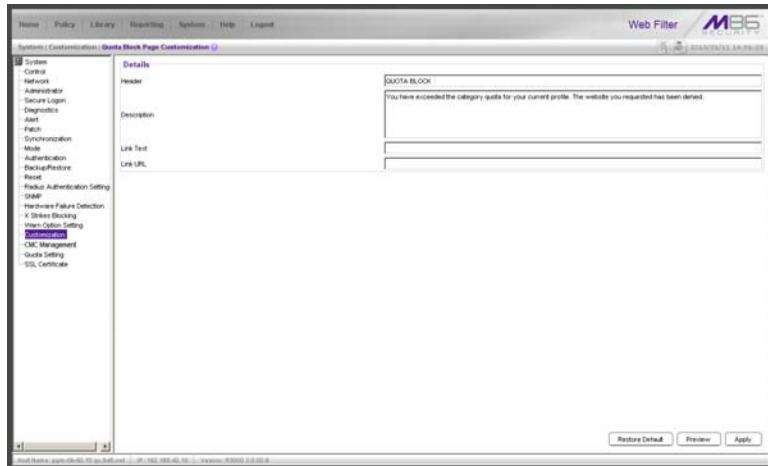 Home Policy Library Reporting System Help Logout
Web Filter
M86 SECURITY
System : Customization : Quota Block Page Customization
System
Control
Network
Administrator
Secure Logon
Diagnostics
Alert
Patch
Synchronization
Mode
Authentication
Backup/Restore
Reset
Radius Authentication Setting
SNMP
Hardware Failure Detection
X Strikes Blocking
Warn Option Setting
Customization
CMC Management
Quota Setting
SSL Certificate
Details
Header QUOTA BLOCK
Description You have exceeded the category quota for your current profile. The website you requested has been denied.
Link Text
Link URL
Restore Default Preview Apply